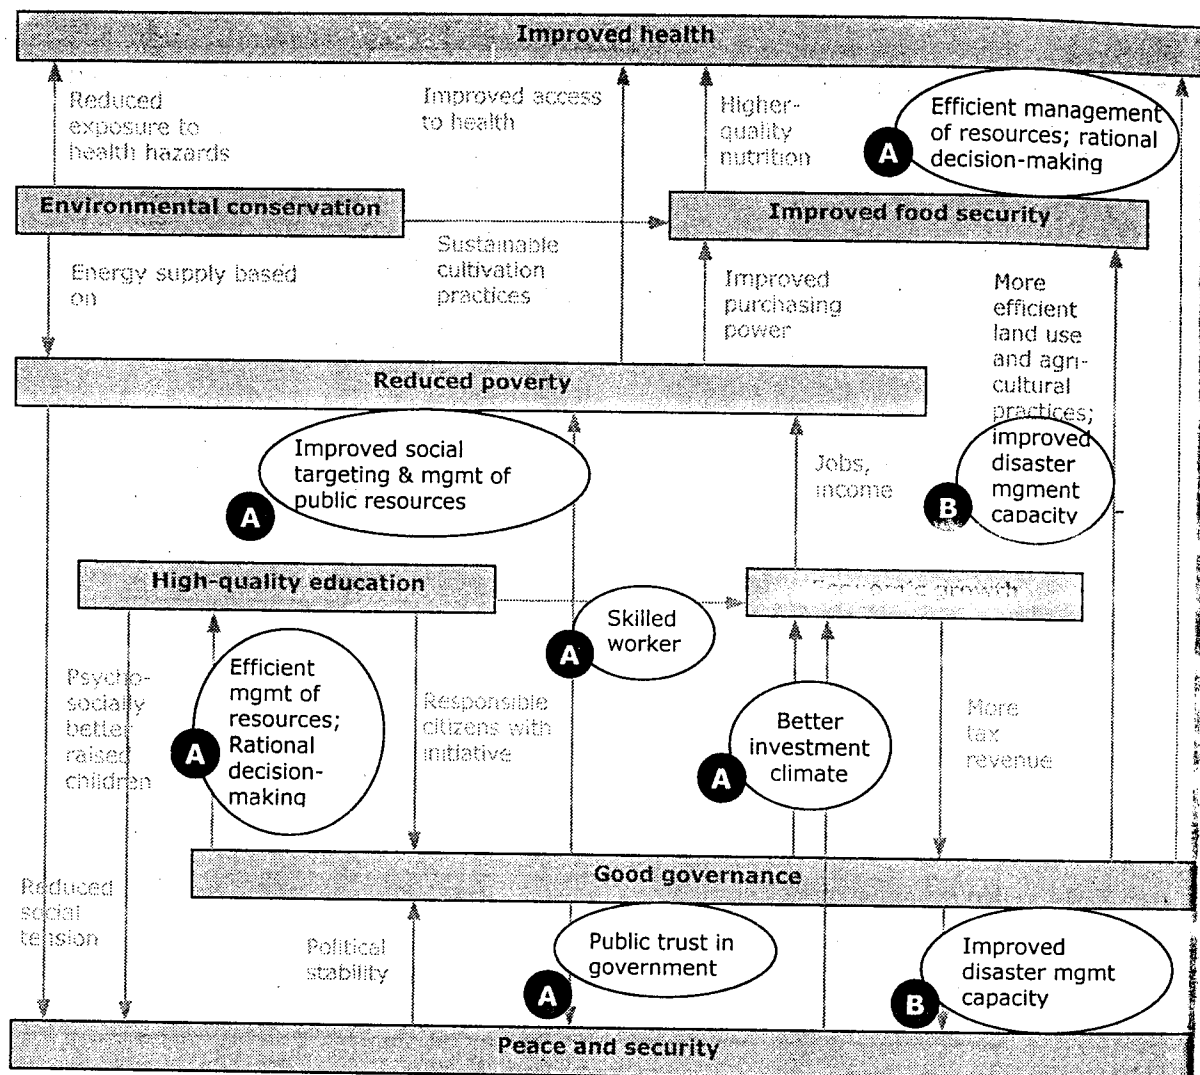 Improved health
Reduced
exposure to
health hazards
Improved access
to health
Higher-
quality
nutrition
Efficient management
of resources; rational
decision-making
A
Environmental conservation
Improved food security
Energy supply based
on
Sustainable
cultivation
practices
Improved
purchasing
power
More
efficient
land use
and agri-
cultural
practices;
improved
disaster
mgment
capacity
B
Reduced poverty
Improved social
targeting & mgmt of
public resources
A
Jobs,
income
High-quality education
Economic growth
Skilled
worker
A
Psycho-
socially
better
raised
children
Efficient
mgmt of
resources;
Rational
decision-
making
A
Responsible
citizens with
initiative
Better
investment
climate
A
More
tax
revenue
Good governance
Reduced
social
tension
Political
stability
Public trust in
government
A
Improved
disaster mgmt
capacity
B
Peace and security